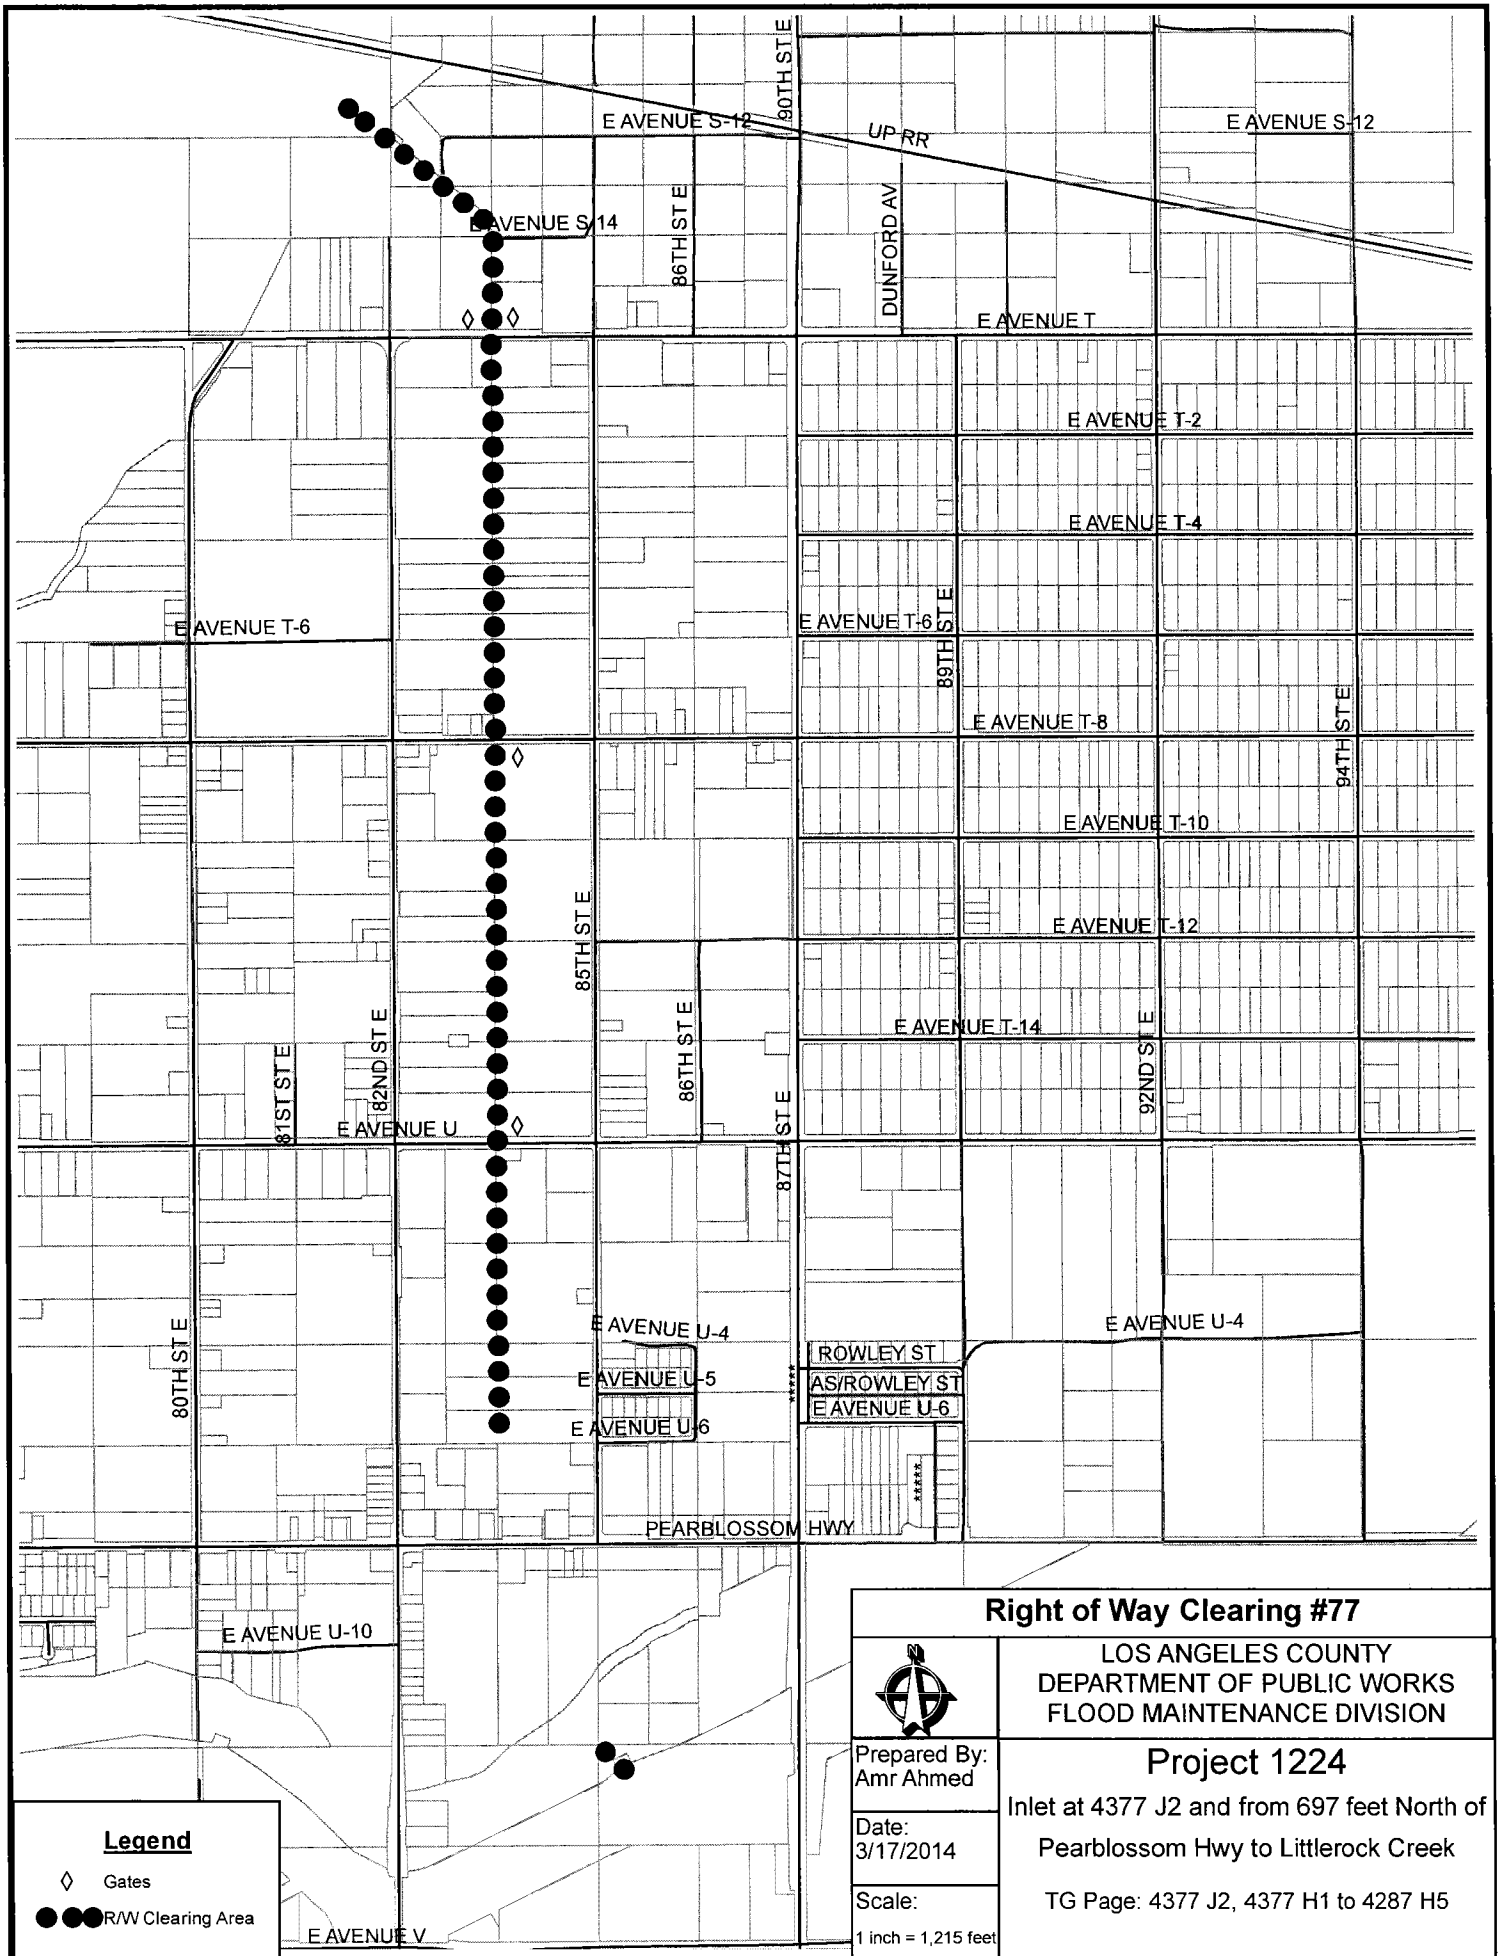 90TH ST E
E AVENUE S-12
UP RR
E AVENUE S-12
E AVENUE S-14
86TH ST E
DUNFORD AV
E AVENUE T
E AVENUE T-2
E AVENUE T-4
E AVENUE T-6
E AVENUE T-6
89TH ST E
E AVENUE T-8
94TH ST E
E AVENUE T-10
85TH ST E
E AVENUE T-12
82ND ST E
81ST ST E
86TH ST E
E AVENUE T-14
92ND ST E
E AVENUE U
87TH ST E
80TH ST E
E AVENUE U-4
E AVENUE U-4
ROWLEY ST
E AVENUE U-5
AS/ROWLEY ST
E AVENUE U-6
E AVENUE U-6
*****
*****
PEARBLOSSOM HWY
E AVENUE U-10
E AVENUE V
Legend
Gates
R/W Clearing Area
Right of Way Clearing #77
N
LOS ANGELES COUNTY
DEPARTMENT OF PUBLIC WORKS
FLOOD MAINTENANCE DIVISION
Prepared By:
Amr Ahmed
Date:
3/17/2014
Scale:
1 inch = 1,215 feet
Project 1224
Inlet at 4377 J2 and from 697 feet North of
Pearblossom Hwy to Littlerock Creek
TG Page: 4377 J2, 4377 H1 to 4287 H5